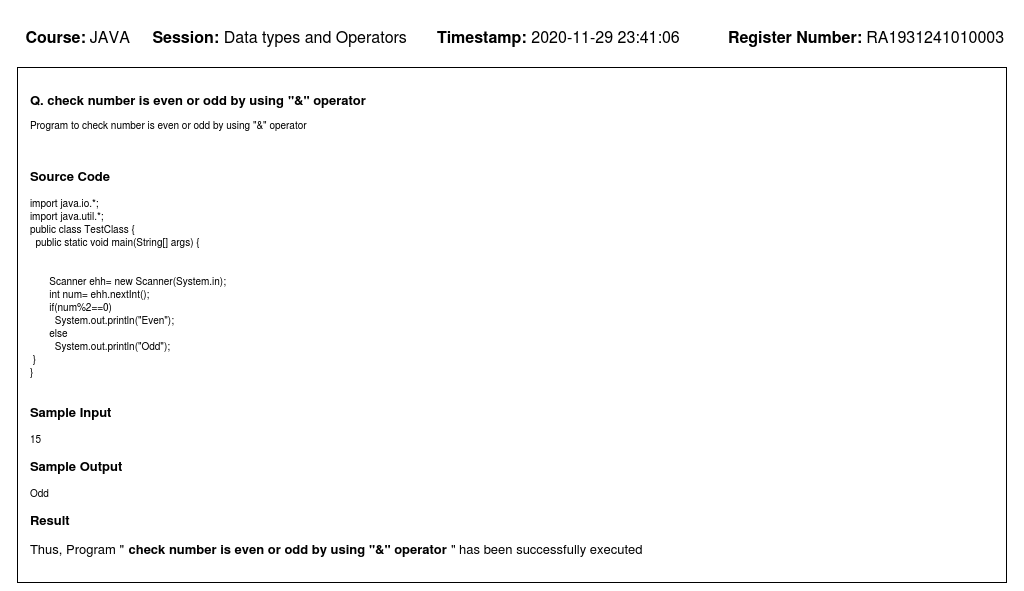 Course: JAVA Session: Data types and Operators Timestamp: 2020-11-29 23:41:06 Register Number: RA1931241010003
Q. check number is even or odd by using "&" operator
Program to check number is even or odd by using "&" operator
Source Code
import java.io.*;
import java.util.*;
public class TestClass {
  public static void main(String[] args) {
       Scanner ehh= new Scanner(System.in);
       int num= ehh.nextInt();
       if(num%2==0)
         System.out.println("Even");
       else
         System.out.println("Odd");
 }
}
Sample Input
15
Sample Output
Odd
Result
Thus, Program " check number is even or odd by using "&" operator " has been successfully executed